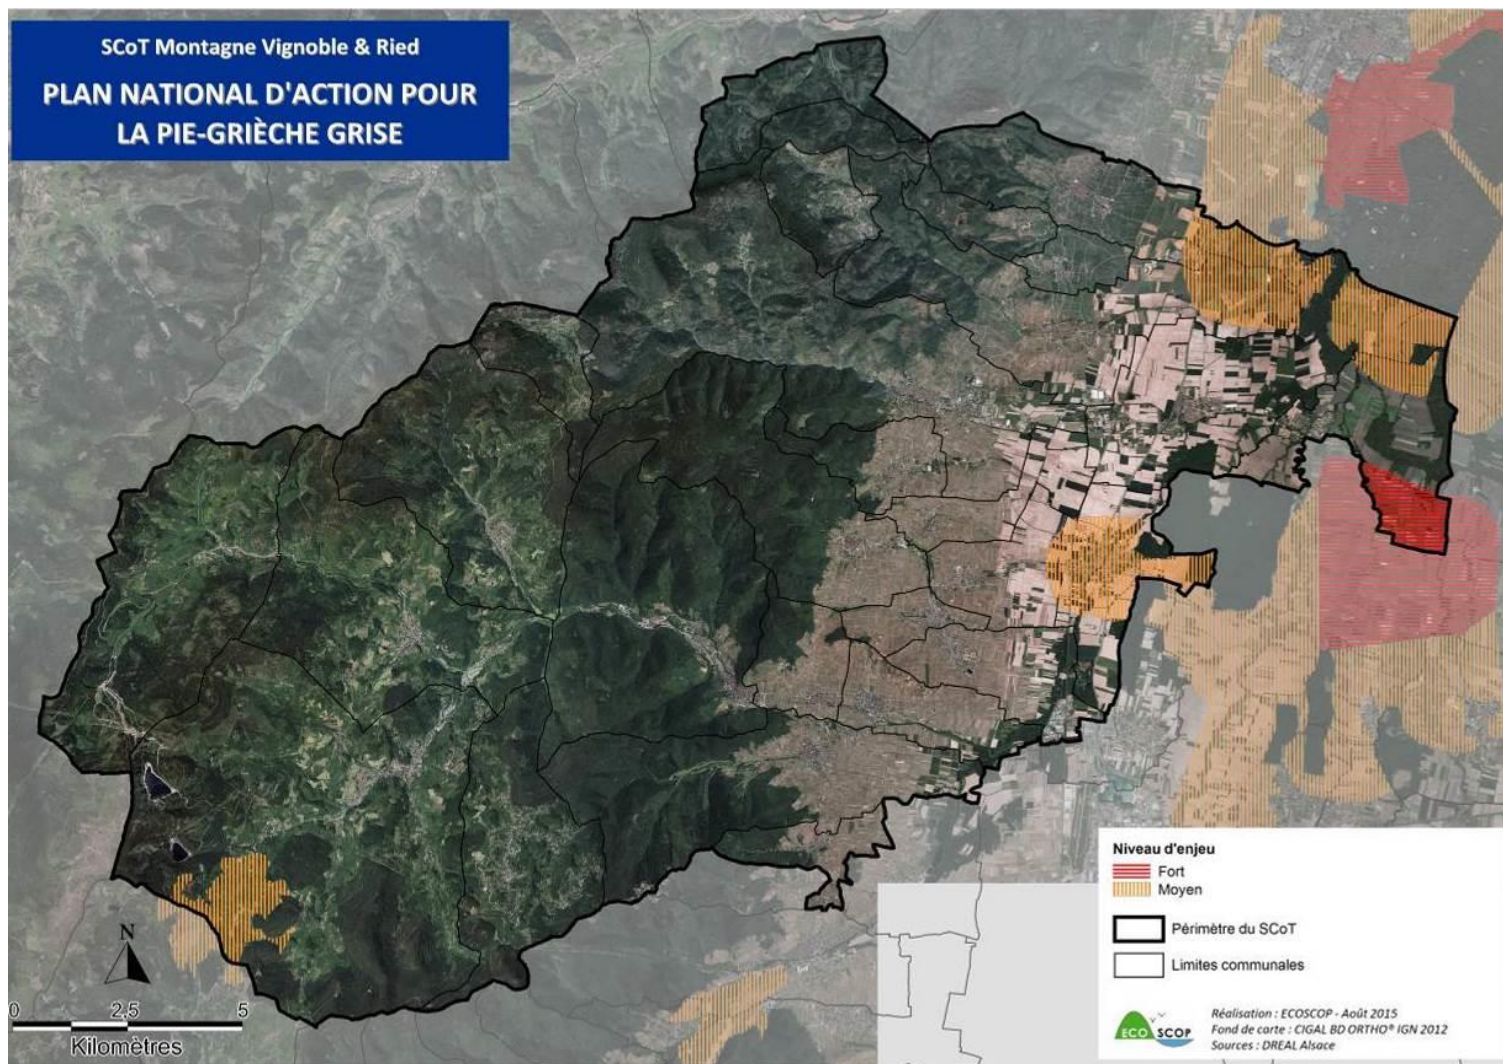 SCoT Montagne Vignoble & Ried
PLAN NATIONAL D'ACTION POUR
LA PIE-GRIÈCHE GRISE
Niveau d'enjeu
Fort
Moyen
Périmètre du SCoT
Limites communales
N
0 2,5 5
Kilomètres
ECO SCOP
Réalisation : ECOSCOP - Août 2015
Fond de carte : CIGAL BD ORTHO® IGN 2012
Sources : DREAL Alsace